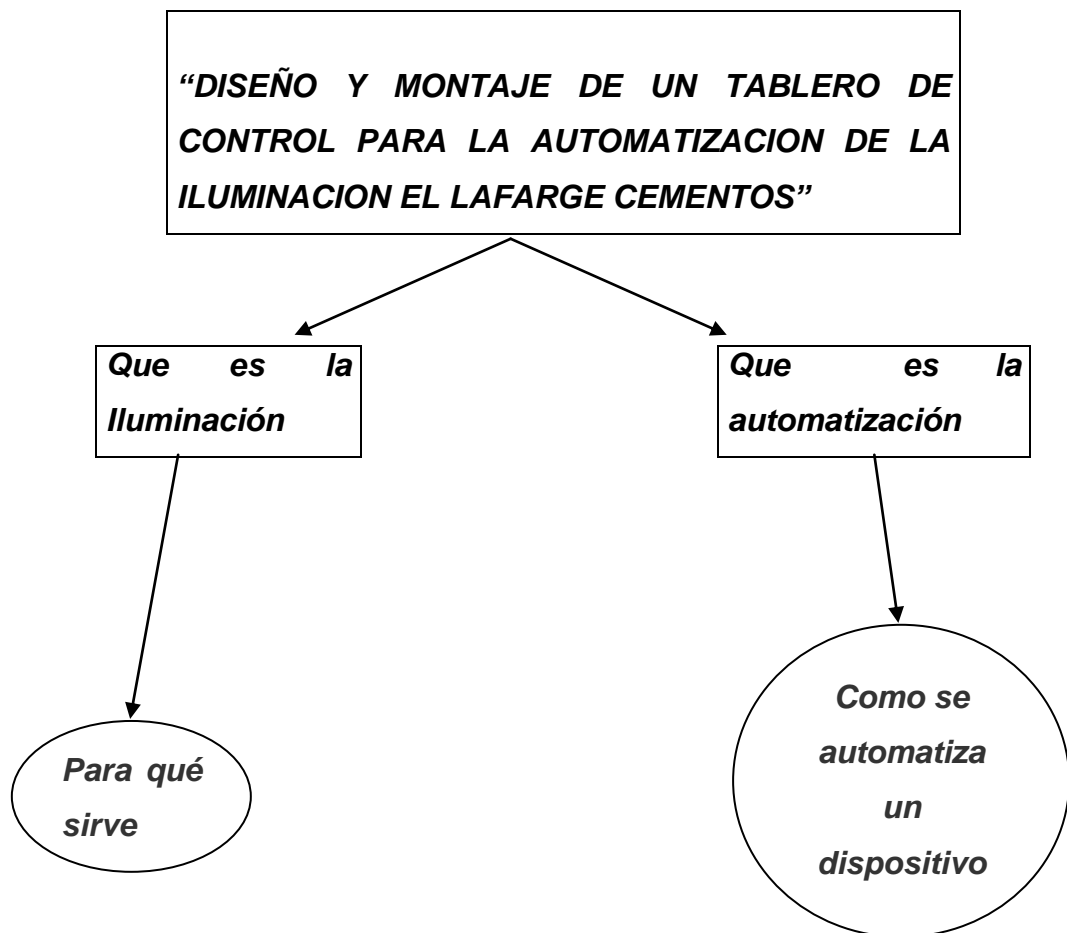 “DISEÑO Y MONTAJE DE UN TABLERO DE
CONTROL PARA LA AUTOMATIZACION DE LA
ILUMINACION EL LAFARGE CEMENTOS”
Que es la
Iluminación
Que es la
automatización
Para qué
sirve
Como se
automatiza
un
dispositivo